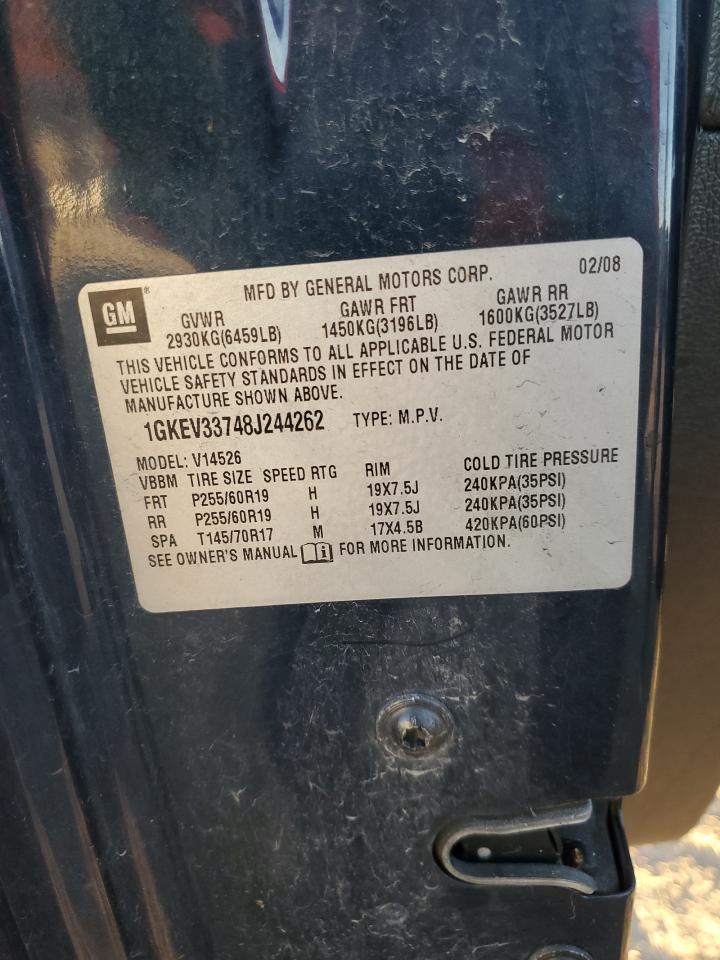 GM ® MFD BY GENERAL MOTORS CORP. 02/08
GVWR GAWR FRT GAWR RR
2930KG(6459LB) 1450KG(3196LB) 1600KG(3527LB)
THIS VEHICLE CONFORMS TO ALL APPLICABLE U.S. FEDERAL MOTOR
VEHICLE SAFETY STANDARDS IN EFFECT ON THE DATE OF
MANUFACTURE SHOWN ABOVE.
1GKEV33748J244262 TYPE: M.P.V.
MODEL: V14526
VBBM TIRE SIZE SPEED RTG RIM COLD TIRE PRESSURE
FRT P255/60R19 H 19X7.5J 240KPA(35PSI)
RR P255/60R19 H 19X7.5J 240KPA(35PSI)
SPA T145/70R17 M 17X4.5B 420KPA(60PSI)
SEE OWNER'S MANUAL i FOR MORE INFORMATION.